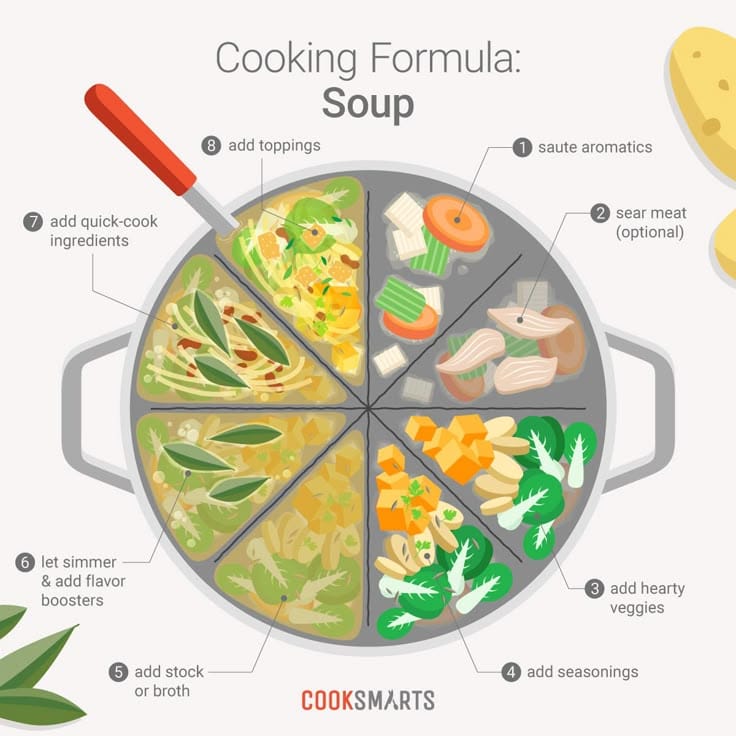 Cooking Formula:
Soup
1 saute aromatics
2 sear meat
(optional)
3 add hearty
veggies
4 add seasonings
5 add stock
or broth
6 let simmer
& add flavor
boosters
7 add quick-cook
ingredients
8 add toppings
COOKSMARTS